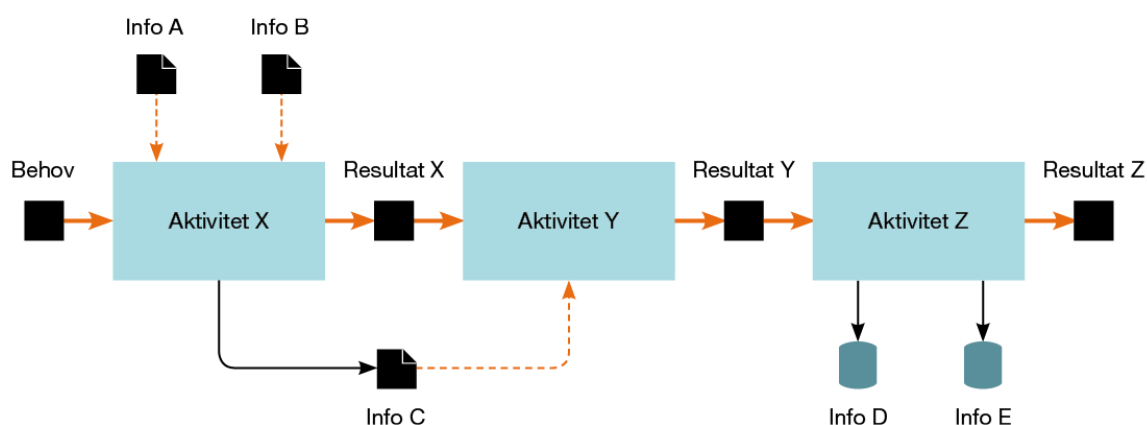 Info A
Info B
Behov
Resultat X
Resultat Y
Resultat Z
Aktivitet X
Aktivitet Y
Aktivitet Z
Info C
Info D
Info E